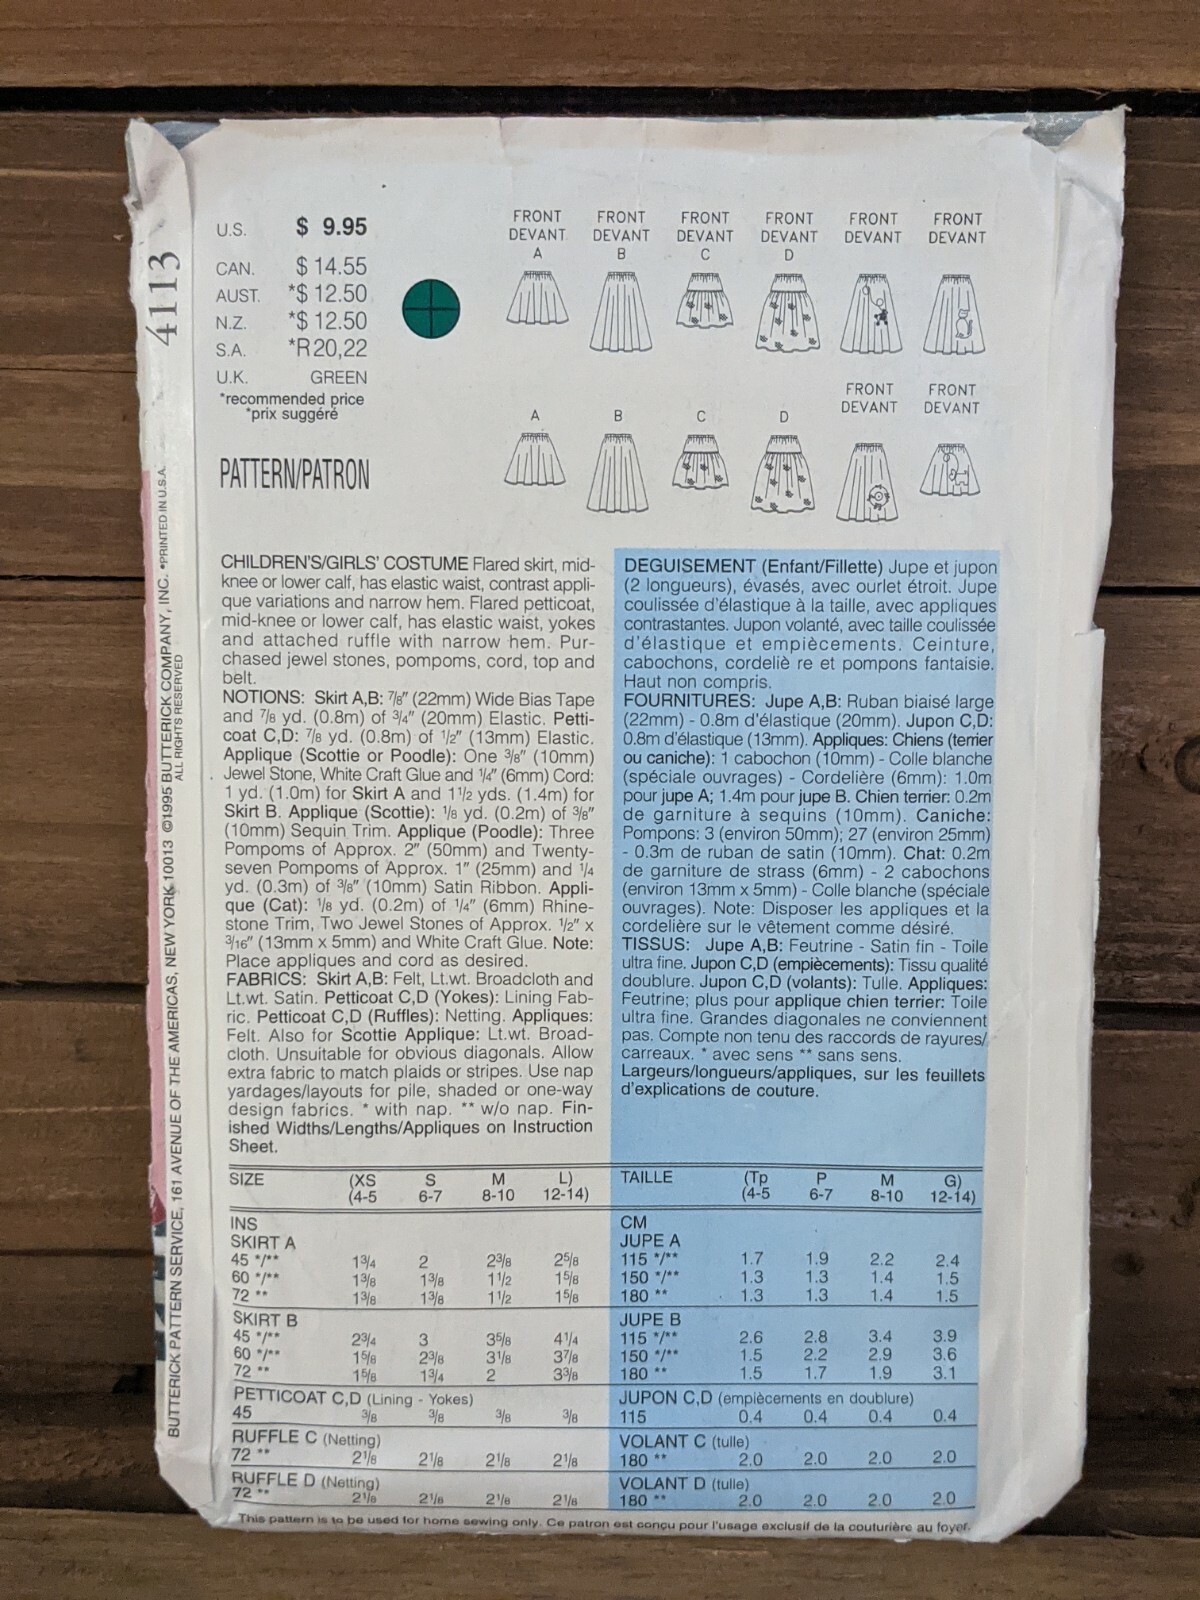 4113
BUTTERICK PATTERN SERVICE, 161 AVENUE OF THE AMERICAS, NEW YORK 10013 ©1995 BUTTERICK COMPANY, INC. •PRINTED IN U.S.A.
ALL RIGHTS RESERVED
U.S. $ 9.95
CAN. $ 14.55
AUST. *$ 12.50
N.Z. *$ 12.50
S.A. *R20,22
U.K. GREEN
*recommended price
*prix suggéré
PATTERN/PATRON
FRONT FRONT FRONT FRONT FRONT FRONT
DEVANT DEVANT DEVANT DEVANT DEVANT DEVANT
A B C D
FRONT FRONT
DEVANT DEVANT
A B C D
CHILDREN'S/GIRLS' COSTUME Flared skirt, mid-
knee or lower calf, has elastic waist, contrast appli-
que variations and narrow hem. Flared petticoat,
mid-knee or lower calf, has elastic waist, yokes
and attached ruffle with narrow hem. Pur-
chased jewel stones, pompoms, cord, top and
belt.
NOTIONS: Skirt A,B: 7/8" (22mm) Wide Bias Tape
and 7/8 yd. (0.8m) of 3/4" (20mm) Elastic. Petti-
coat C,D: 7/8 yd. (0.8m) of 1/2" (13mm) Elastic.
Applique (Scottie or Poodle): One 3/8" (10mm)
Jewel Stone, White Craft Glue and 1/4" (6mm) Cord:
1 yd. (1.0m) for Skirt A and 1 1/2 yds. (1.4m) for
Skirt B. Applique (Scottie): 1/8 yd. (0.2m) of 3/8"
(10mm) Sequin Trim. Applique (Poodle): Three
Pompoms of Approx. 2" (50mm) and Twenty-
seven Pompoms of Approx. 1" (25mm) and 1/4
yd. (0.3m) of 3/8" (10mm) Satin Ribbon. Appli-
que (Cat): 1/8 yd. (0.2m) of 1/4" (6mm) Rhine-
stone Trim, Two Jewel Stones of Approx. 1/2" x
3/16" (13mm x 5mm) and White Craft Glue. Note:
Place appliques and cord as desired.
FABRICS: Skirt A,B: Felt, Lt.wt. Broadcloth and
Lt.wt. Satin. Petticoat C,D (Yokes): Lining Fab-
ric. Petticoat C,D (Ruffles): Netting. Appliques:
Felt. Also for Scottie Applique: Lt.wt. Broad-
cloth. Unsuitable for obvious diagonals. Allow
extra fabric to match plaids or stripes. Use nap
yardages/layouts for pile, shaded or one-way
design fabrics. * with nap. ** w/o nap. Fin-
ished Widths/Lengths/Appliques on Instruction
Sheet.
DEGUISEMENT (Enfant/Fillette) Jupe et jupon
(2 longueurs), évasés, avec ourlet étroit. Jupe
coulissée d'élastique à la taille, avec appliques
contrastantes. Jupon volanté, avec taille coulissée
d'élastique et empiècements. Ceinture,
cabochons, cordeliè re et pompons fantaisie.
Haut non compris.
FOURNITURES: Jupe A,B: Ruban biaisé large
(22mm) - 0.8m d'élastique (20mm). Jupon C,D:
0.8m d'élastique (13mm). Appliques: Chiens (terrier
ou caniche): 1 cabochon (10mm) - Colle blanche
(spéciale ouvrages) - Cordelière (6mm): 1.0m
pour jupe A; 1.4m pour jupe B. Chien terrier: 0.2m
de garniture à sequins (10mm). Caniche:
Pompons: 3 (environ 50mm); 27 (environ 25mm)
- 0.3m de ruban de satin (10mm). Chat: 0.2m
de garniture de strass (6mm) - 2 cabochons
(environ 13mm x 5mm) - Colle blanche (spéciale
ouvrages). Note: Disposer les appliques et la
cordelière sur le vêtement comme désiré.
TISSUS: Jupe A,B: Feutrine - Satin fin - Toile
ultra fine. Jupon C,D (empiècements): Tissu qualité
doublure. Jupon C,D (volants): Tulle. Appliques:
Feutrine; plus pour applique chien terrier: Toile
ultra fine. Grandes diagonales ne conviennent
pas. Compte non tenu des raccords de rayures/
carreaux. * avec sens ** sans sens.
Largeurs/longueurs/appliques, sur les feuillets
d'explications de couture.
SIZE (XS S M L)
(4-5 6-7 8-10 12-14)
INS
SKIRT A
45 */** 1 3/4 2 2 3/8 2 5/8
60 */** 1 3/8 1 3/8 1 1/2 1 5/8
72 ** 1 3/8 1 3/8 1 1/2 1 5/8
SKIRT B
45 */** 2 3/4 3 3 5/8 4 1/4
60 */** 1 5/8 2 3/8 3 1/8 3 7/8
72 ** 1 5/8 1 3/4 2 3 3/8
PETTICOAT C,D (Lining - Yokes)
45 3/8 3/8 3/8 3/8
RUFFLE C (Netting)
72 ** 2 1/8 2 1/8 2 1/8 2 1/8
RUFFLE D (Netting)
72 ** 2 1/8 2 1/8 2 1/8 2 1/8
TAILLE (Tp P M G)
(4-5 6-7 8-10 12-14)
CM
JUPE A
115 */** 1.7 1.9 2.2 2.4
150 */** 1.3 1.3 1.4 1.5
180 ** 1.3 1.3 1.4 1.5
JUPE B
115 */** 2.6 2.8 3.4 3.9
150 */** 1.5 2.2 2.9 3.6
180 ** 1.5 1.7 1.9 3.1
JUPON C,D (empiècements en doublure)
115 0.4 0.4 0.4 0.4
VOLANT C (tulle)
180 ** 2.0 2.0 2.0 2.0
VOLANT D (tulle)
180 ** 2.0 2.0 2.0 2.0
This pattern is to be used for home sewing only. Ce patron est conçu pour l'usage exclusif de la couturière au foyer.